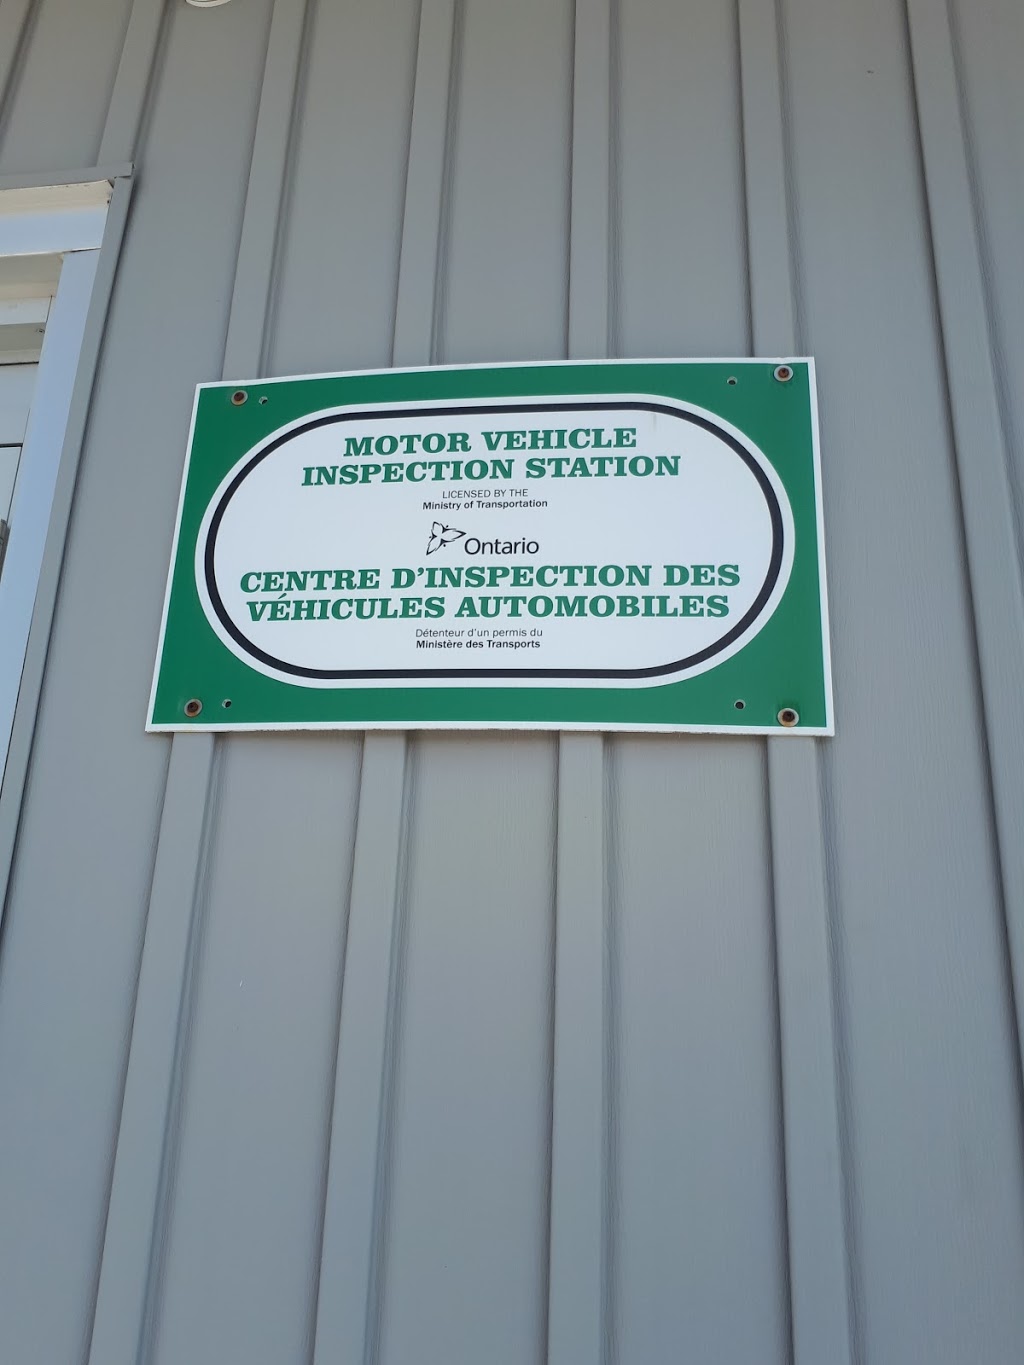 MOTOR VEHICLE
INSPECTION STATION
LICENSED BY THE
Ministry of Transportation
Ontario
CENTRE D'INSPECTION DES
VÉHICULES AUTOMOBILES
Détenteur d'un permis du
Ministère des Transports